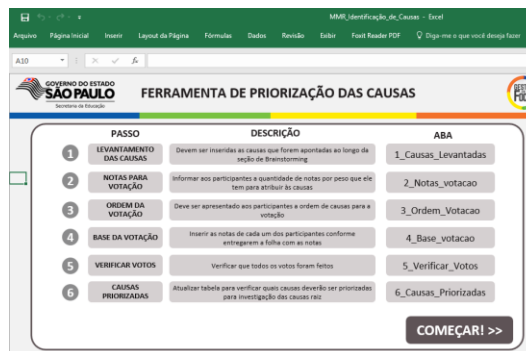 MMR_Identificação_de_Causas - Excel
Arquivo Página Inicial Inserir Layout da Página Fórmulas Dados Revisão Exibir Foxit Reader PDF Diga-me o que você deseja fazer
A10 fx
GOVERNO DO ESTADO
SÃO PAULO
Secretaria da Educação
FERRAMENTA DE PRIORIZAÇÃO DAS CAUSAS
PASSO DESCRIÇÃO ABA
1 LEVANTAMENTO DAS CAUSAS Devem ser inseridas as causas que forem apontadas ao longo da seção de Brainstorming 1_Causas_Levantadas
2 NOTAS PARA VOTAÇÃO Informar aos participantes a quantidade de notas por peso que ele tem para atribuir às causas 2_Notas_votacao
3 ORDEM DA VOTAÇÃO Deve ser apresentado aos participantes a ordem de causas para a votação 3_Ordem_Votacao
4 BASE DA VOTAÇÃO Inserir as notas de cada um dos participantes conforme entregarem a folha com as notas 4_Base_votacao
5 VERIFICAR VOTOS Verificar que todos os votos foram feitos 5_Verificar_Votos
6 CAUSAS PRIORIZADAS Atualizar tabela para verificar quais causas deverão ser priorizadas para investigação das causas raiz 6_Causas_Priorizadas
COMEÇAR! >>